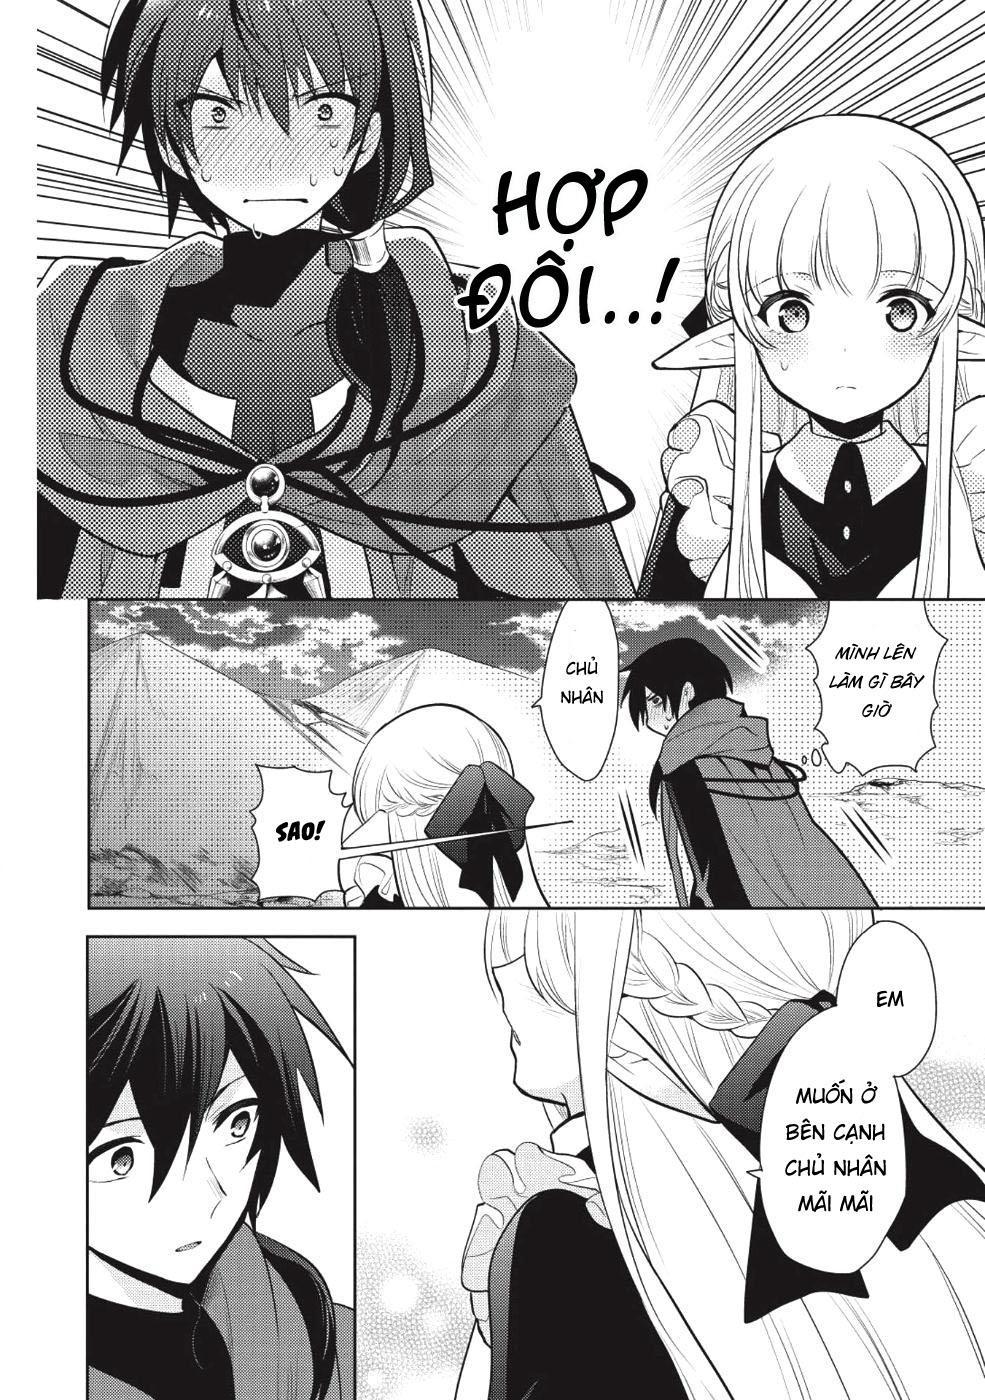 HỢP
ĐÔI..!
MÌNH LÊN
LÀM GÌ BÂY
GIỜ
CHỦ
NHÂN
SAO!
EM
MUỐN Ở
BÊN CẠNH
CHỦ NHÂN
MÃI MÃI